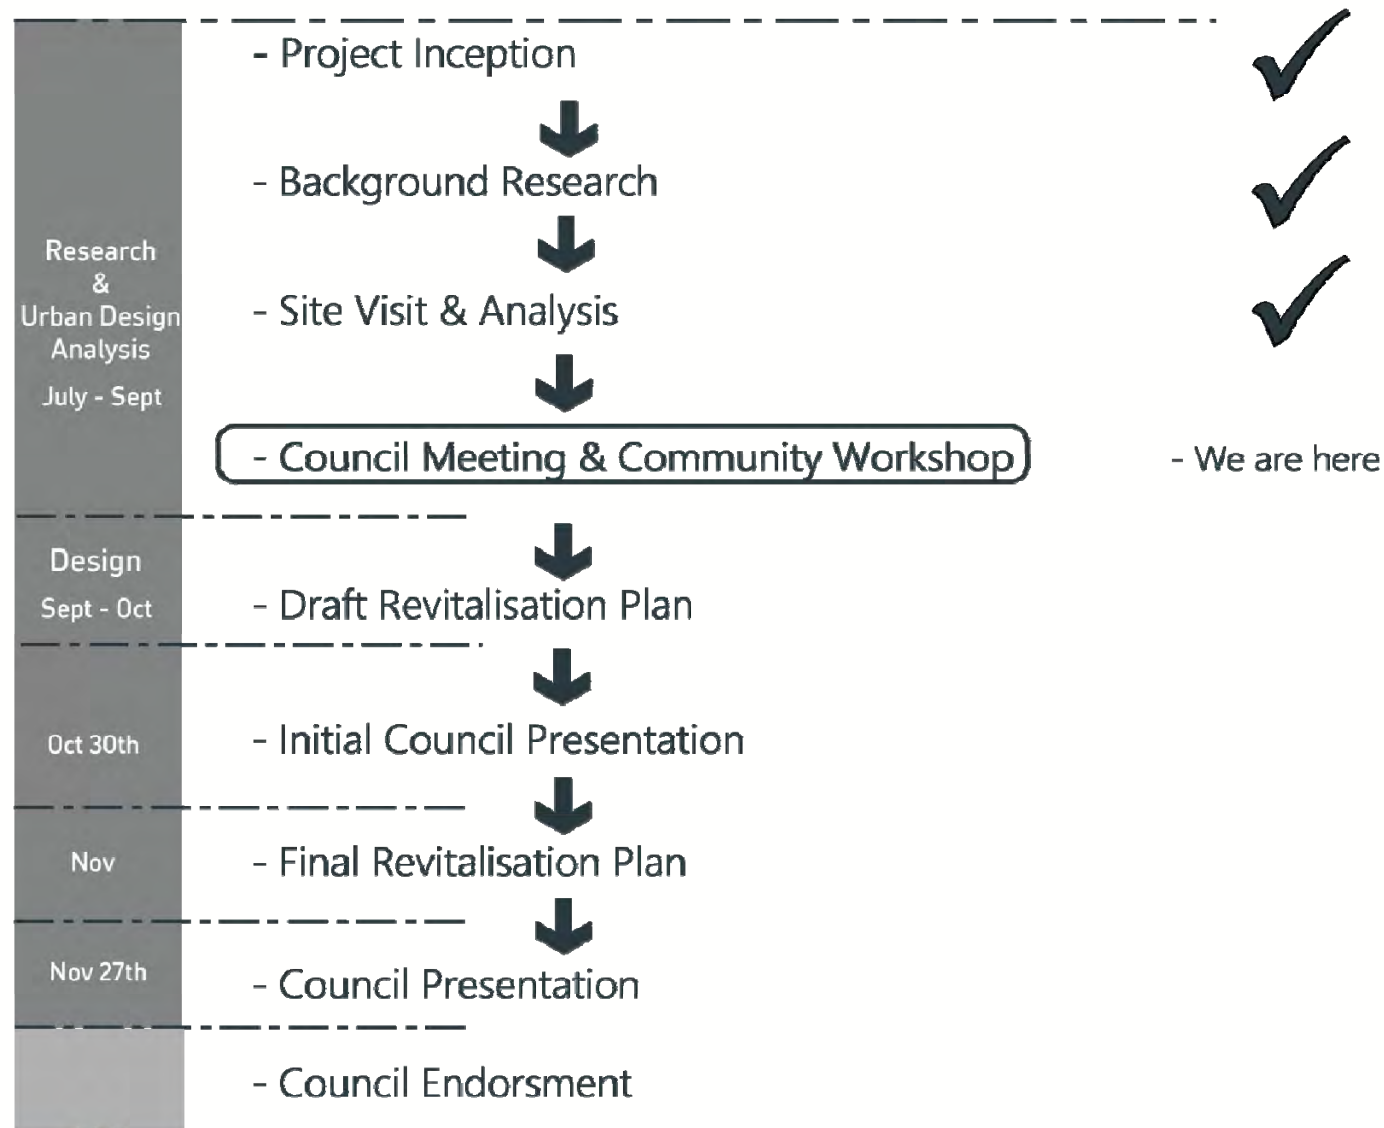 - Project Inception
- Background Research
Research
&
Urban Design
Analysis
July - Sept
- Site Visit & Analysis
- Council Meeting & Community Workshop
- We are here
Design
Sept - Oct
- Draft Revitalisation Plan
Oct 30th
- Initial Council Presentation
Nov
- Final Revitalisation Plan
Nov 27th
- Council Presentation
- Council Endorsment